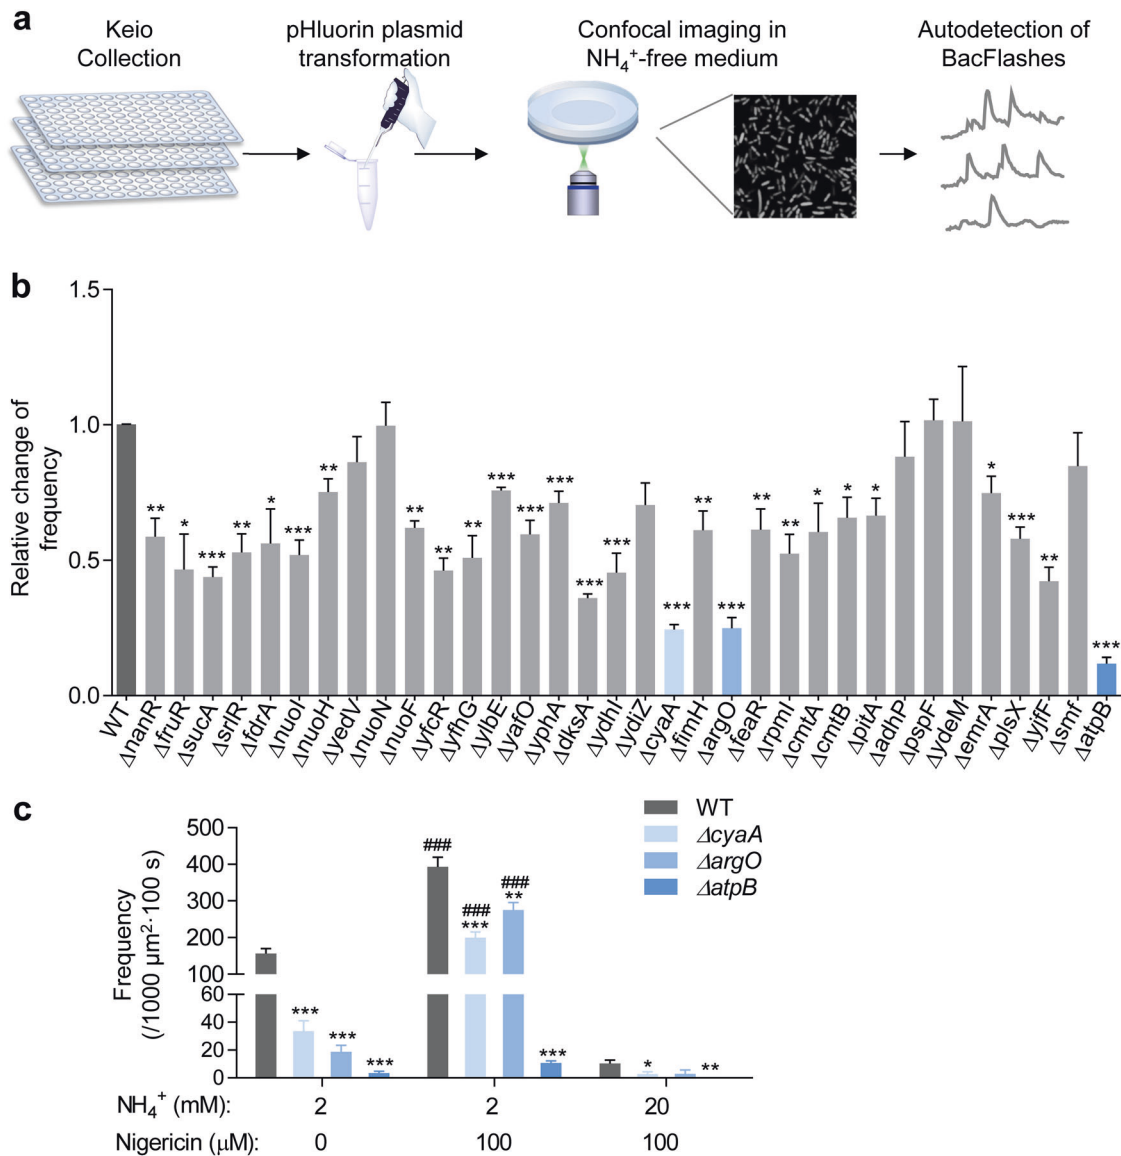 a
Keio
Collection
pHluorin plasmid
transformation
Confocal imaging in
NH₄⁺-free medium
Autodetection of
BacFlashes
b
Relative change of
frequency
1.5
1.0
0.5
0.0
** * *** ** * *** ** ** ** ** *** *** *** *** *** *** ** *** ** ** * * * * *** ** ***
WT
ΔnanR
ΔfruR
ΔsucA
ΔsrlR
ΔfdrA
ΔnuoI
ΔnuoH
ΔyedV
ΔnuoN
ΔnuoF
ΔyfcR
ΔyfhG
ΔylbE
ΔyafO
ΔyphA
ΔdksA
ΔydhI
ΔydiZ
ΔcyaA
ΔfimH
ΔargO
ΔfeaR
ΔrpmI
ΔcmtA
ΔcmtB
ΔpitA
ΔadhP
ΔpspF
ΔydeM
ΔemrA
ΔplsX
ΔyjfF
Δsmf
ΔatpB
c
Frequency
(/1000 µm²·100 s)
500
400
300
200
100
60
40
20
0
*** *** ***
### ### *** ### ** ***
* **
WT
ΔcyaA
ΔargO
ΔatpB
NH₄⁺ (mM): 2 2 20
Nigericin (µM): 0 100 100